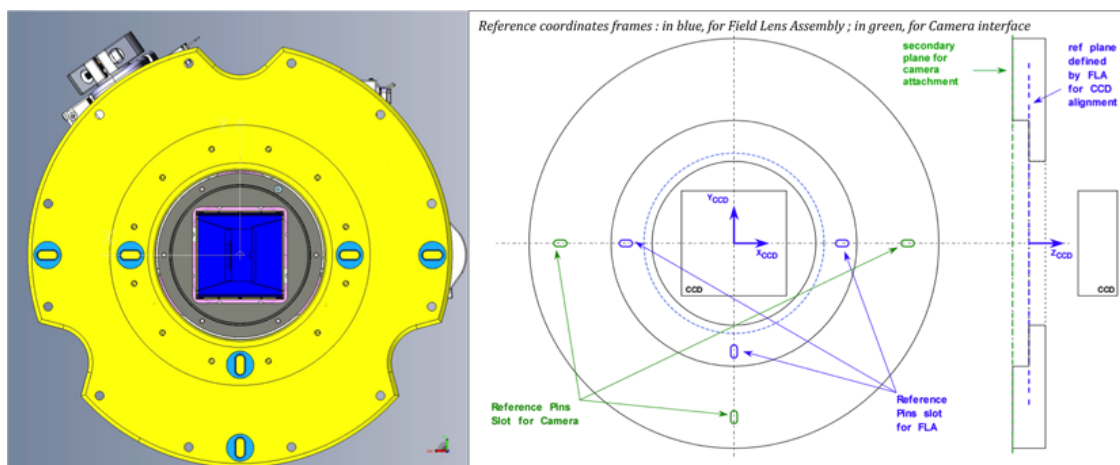 Reference coordinates frames : in blue, for Field Lens Assembly ; in green, for Camera interface
secondary
plane for
camera
attachment
ref plane
defined
by FLA
for CCD
alignment
YCCD
XCCD
ZCCD
CCD
CCD
Reference Pins
Slot for Camera
Reference
Pins slot
for FLA